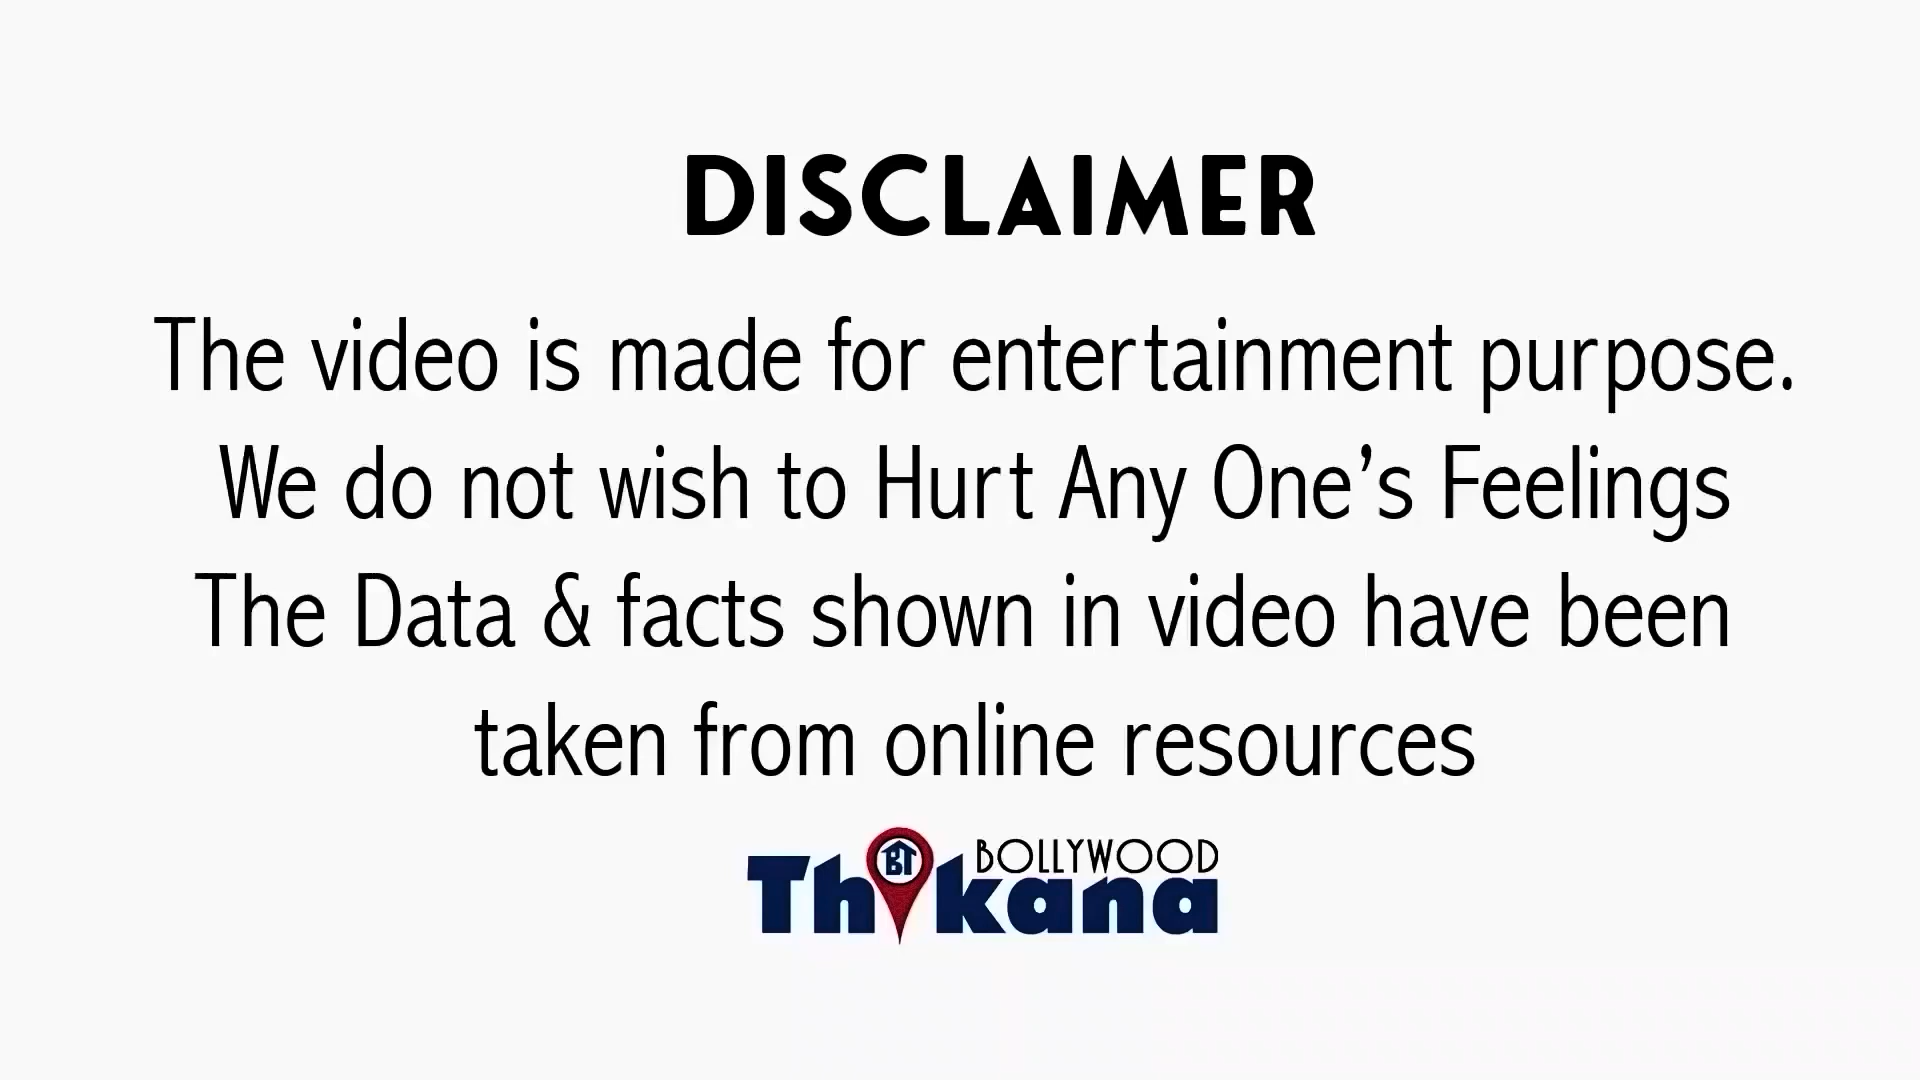 DISCLAIMER
The video is made for entertainment purpose.
We do not wish to Hurt Any One’s Feelings
The Data & facts shown in video have been
taken from online resources
BT BOLLYWOOD
Thikana